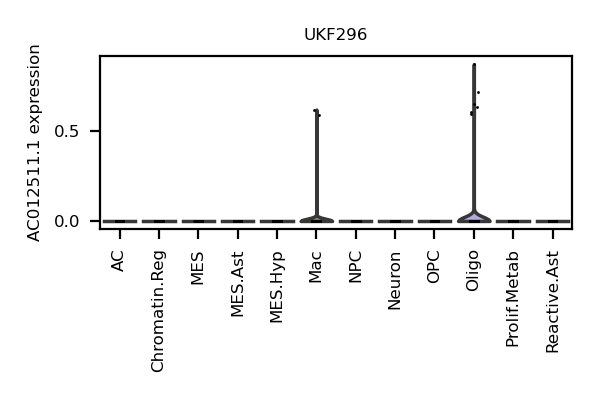 UKF296
AC012511.1 expression
0.5
0.0
AC
Chromatin.Reg
MES
MES.Ast
MES.Hyp
Mac
NPC
Neuron
OPC
Oligo
Prolif.Metab
Reactive.Ast